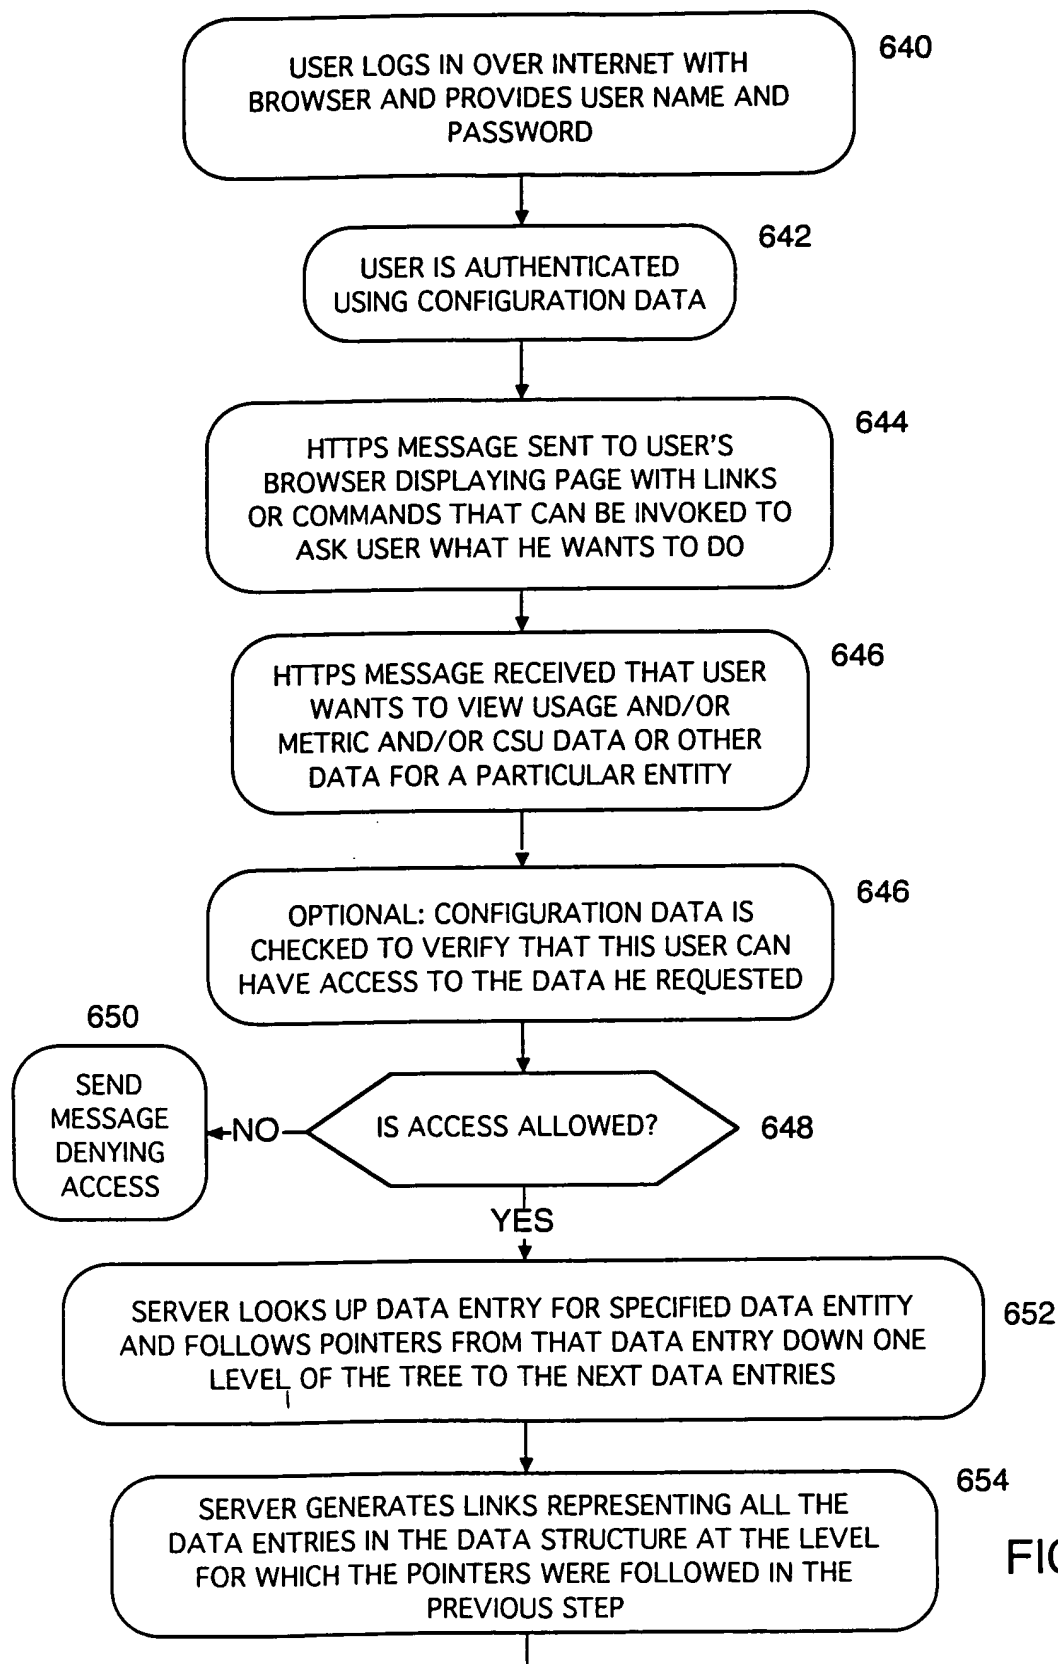 640
USER LOGS IN OVER INTERNET WITH
BROWSER AND PROVIDES USER NAME AND
PASSWORD
642
USER IS AUTHENTICATED
USING CONFIGURATION DATA
644
HTTPS MESSAGE SENT TO USER'S
BROWSER DISPLAYING PAGE WITH LINKS
OR COMMANDS THAT CAN BE INVOKED TO
ASK USER WHAT HE WANTS TO DO
646
HTTPS MESSAGE RECEIVED THAT USER
WANTS TO VIEW USAGE AND/OR
METRIC AND/OR CSU DATA OR OTHER
DATA FOR A PARTICULAR ENTITY
646
OPTIONAL: CONFIGURATION DATA IS
CHECKED TO VERIFY THAT THIS USER CAN
HAVE ACCESS TO THE DATA HE REQUESTED
650
SEND
MESSAGE
DENYING
ACCESS
NO
IS ACCESS ALLOWED?
648
YES
SERVER LOOKS UP DATA ENTRY FOR SPECIFIED DATA ENTITY
AND FOLLOWS POINTERS FROM THAT DATA ENTRY DOWN ONE
LEVEL OF THE TREE TO THE NEXT DATA ENTRIES
652
654
SERVER GENERATES LINKS REPRESENTING ALL THE
DATA ENTRIES IN THE DATA STRUCTURE AT THE LEVEL
FOR WHICH THE POINTERS WERE FOLLOWED IN THE
PREVIOUS STEP